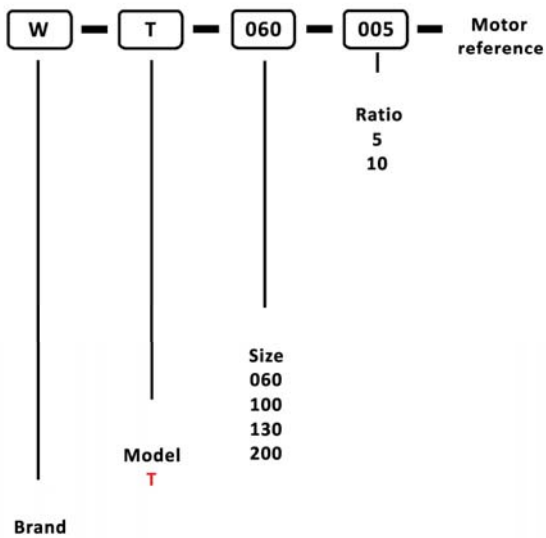 W T 060 005 Motor
reference
Ratio
5
10
Size
060
100
130
200
Model
T
Brand